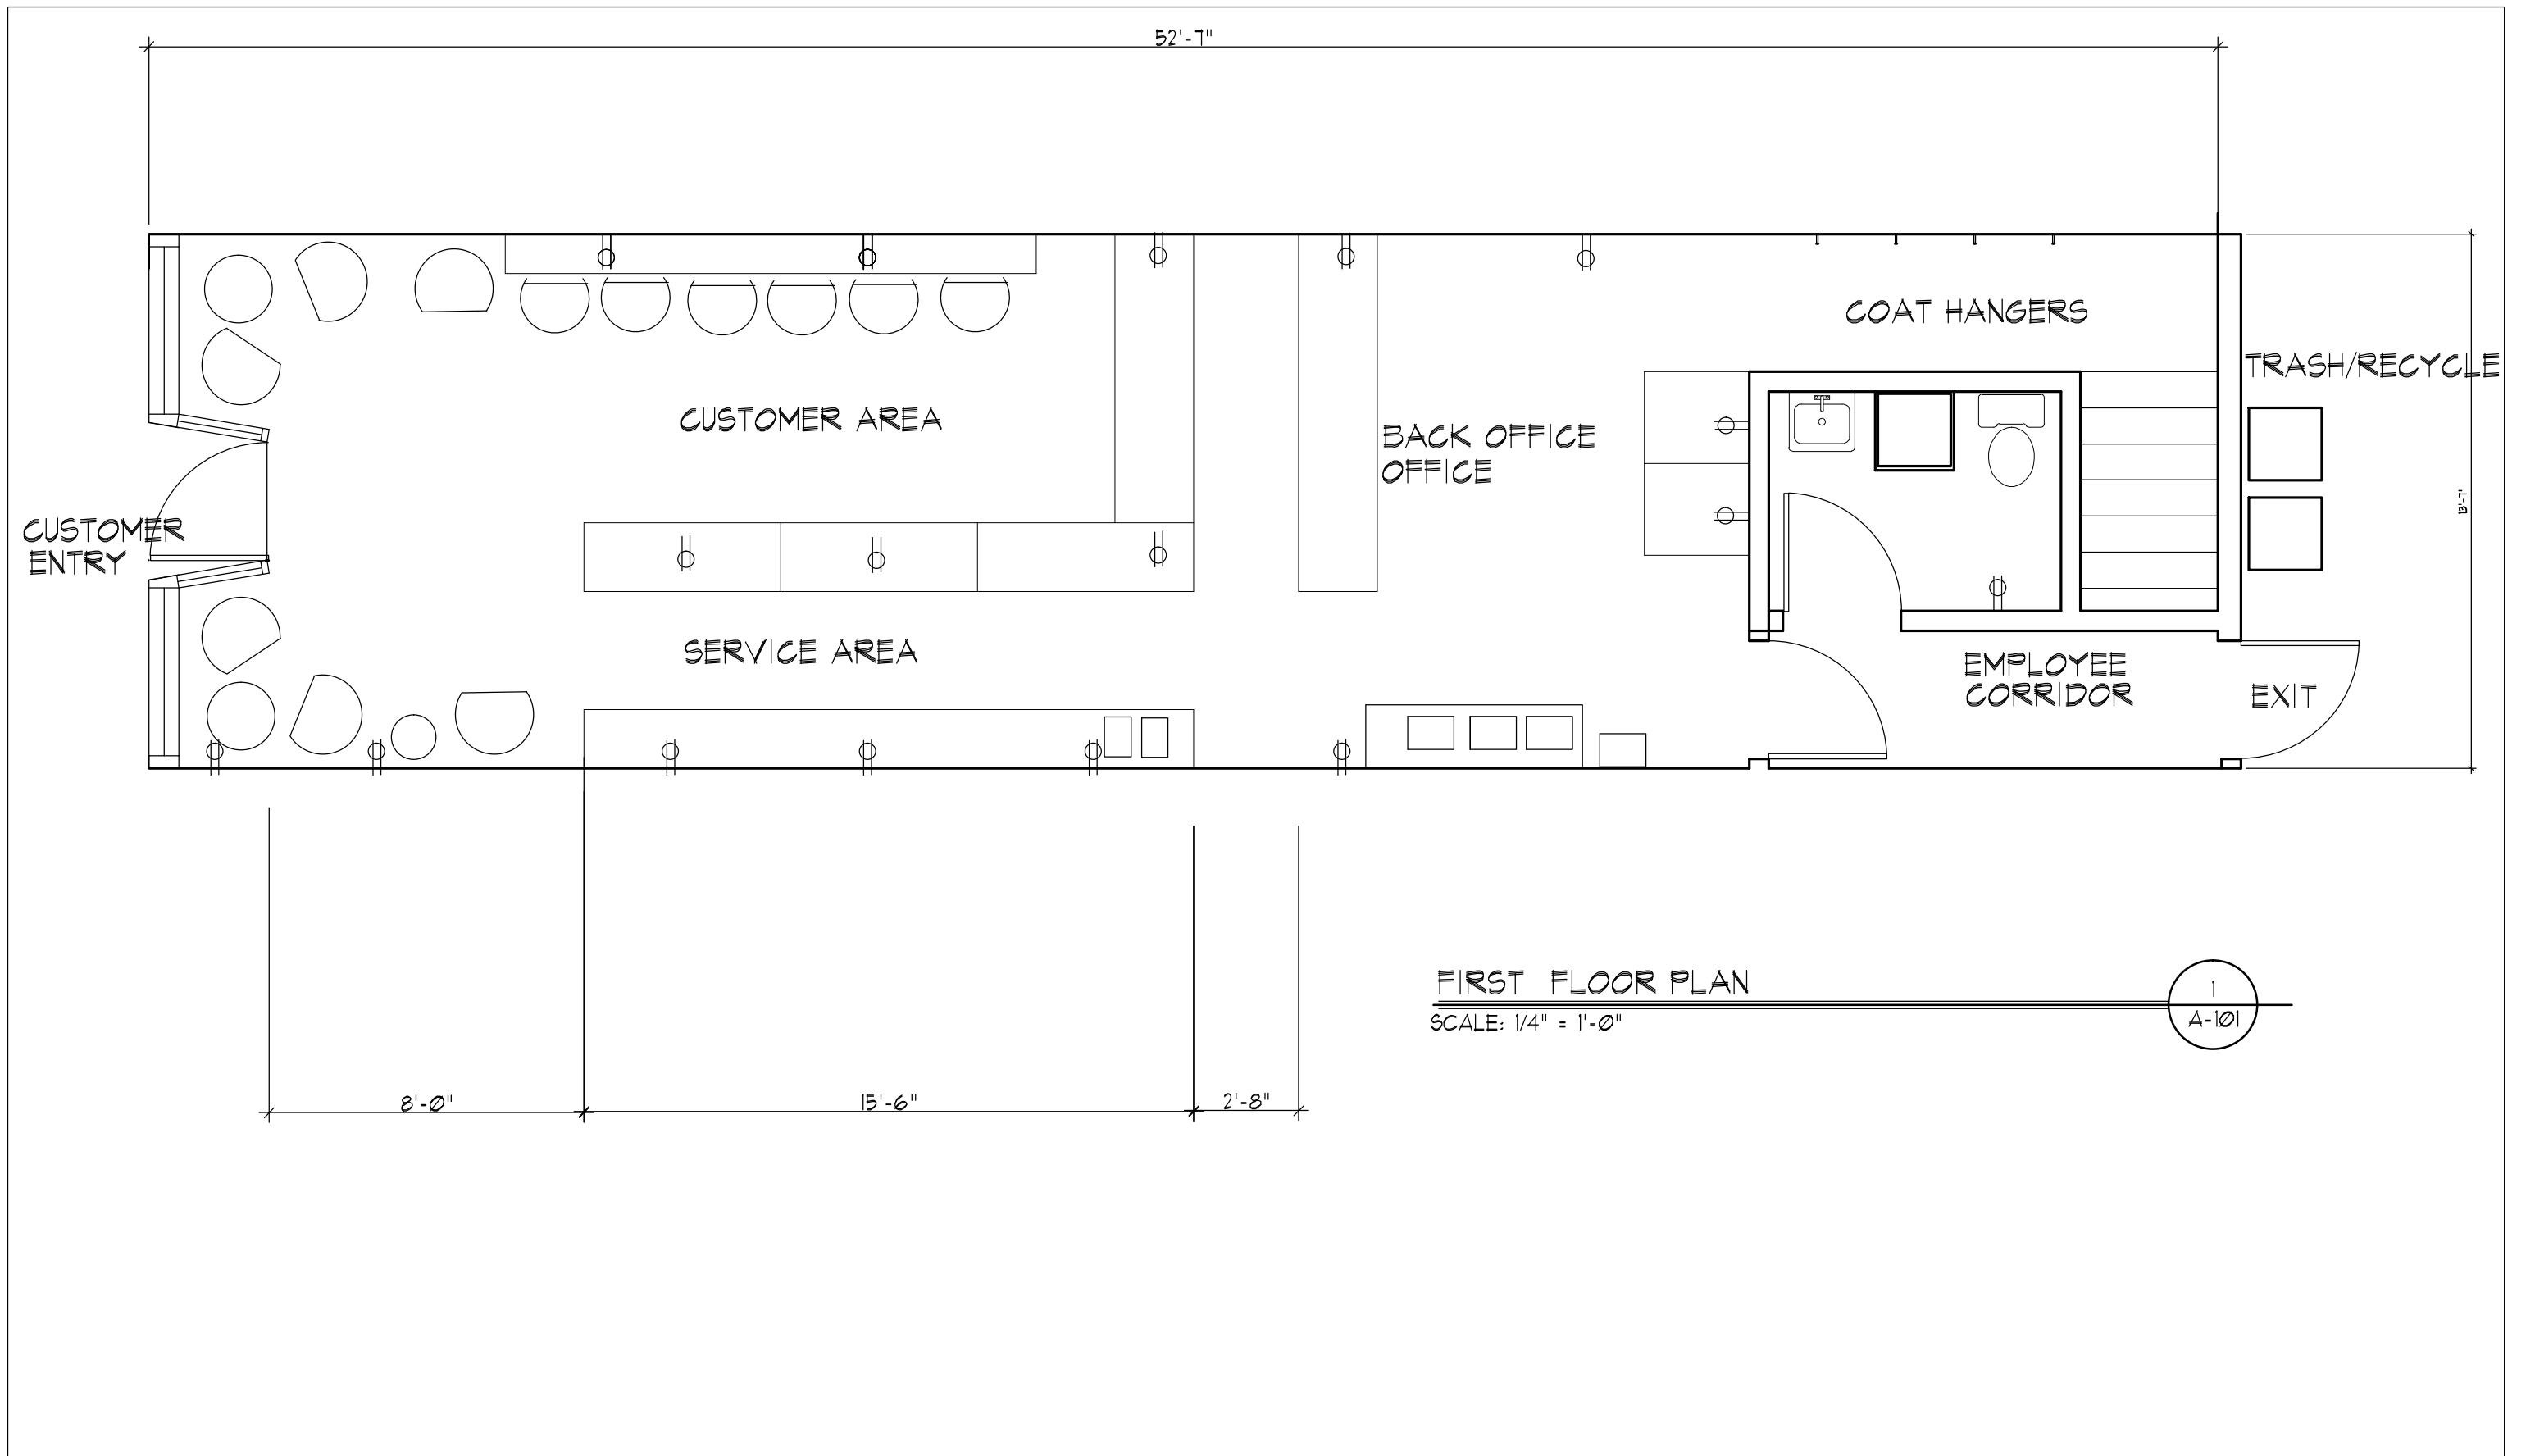 52'-7"
COAT HANGERS
TRASH/RECYCLE
CUSTOMER AREA
BACK OFFICE
OFFICE
13'-7"
CUSTOMER
ENTRY
SERVICE AREA
EMPLOYEE
CORRIDOR
EXIT
FIRST FLOOR PLAN
1
SCALE: 1/4" = 1'-0"
A-101
8'-0"
15'-6"
2'-8"